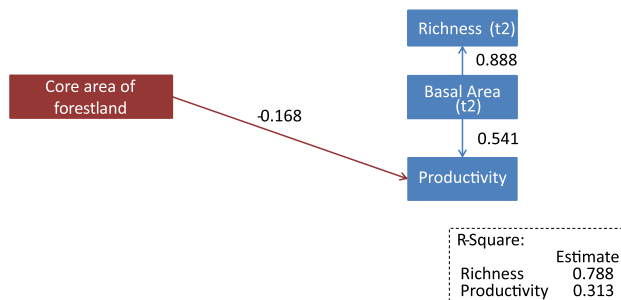 Richness (t2)
0.888
Core area of
forestland
Basal Area
(t2)
-0.168
0.541
Productivity
R-Square:
Estimate
Richness 0.788
Productivity 0.313